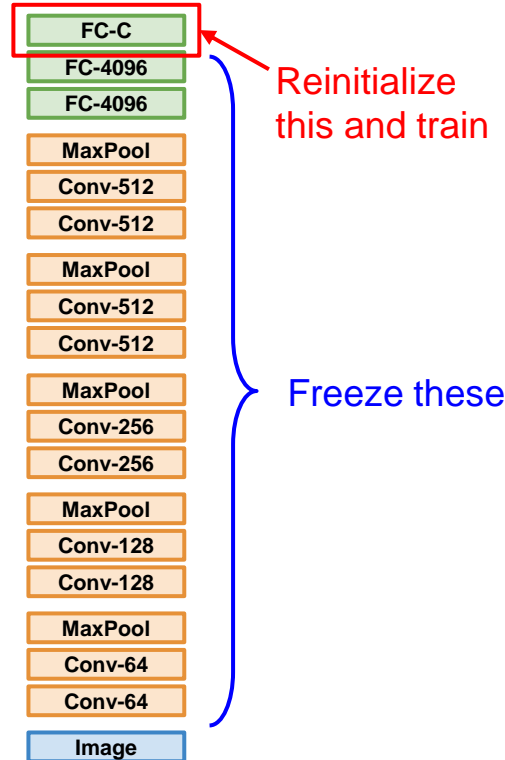 FC-C
FC-4096
FC-4096
Reinitialize
this and train
MaxPool
Conv-512
Conv-512
MaxPool
Conv-512
Conv-512
MaxPool
Conv-256
Conv-256
Freeze these
MaxPool
Conv-128
Conv-128
MaxPool
Conv-64
Conv-64
Image